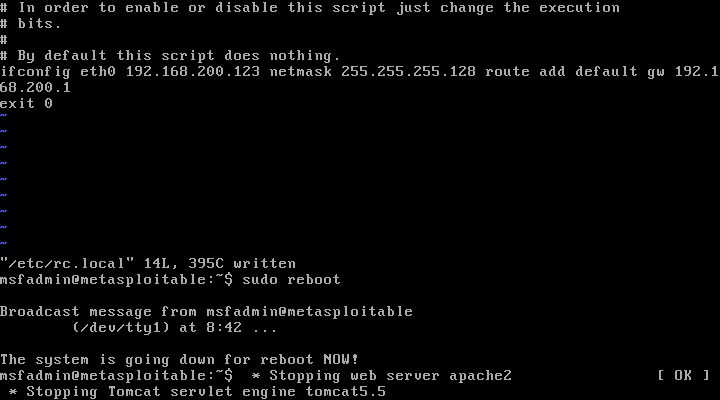 # In order to enable or disable this script just change the execution
# bits.
#
# By default this script does nothing.
ifconfig eth0 192.168.200.123 netmask 255.255.255.128 route add default gw 192.1
68.200.1
exit 0
~
~
~
~
~
~
~
~
~
"/etc/rc.local" 14L, 395C written
msfadmin@metasploitable:~$ sudo reboot
Broadcast message from msfadmin@metasploitable
(/dev/tty1) at 8:42 ...
The system is going down for reboot NOW!
msfadmin@metasploitable:~$  * Stopping web server apache2 [ OK ]
* Stopping Tomcat servlet engine tomcat5.5